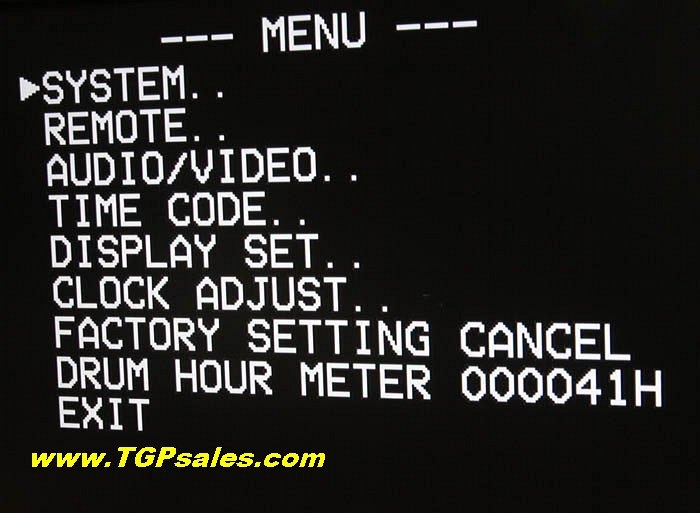 --- MENU ---
▶SYSTEM..
REMOTE..
AUDIO/VIDEO..
TIME CODE..
DISPLAY SET..
CLOCK ADJUST..
FACTORY SETTING CANCEL
DRUM HOUR METER 000041H
EXIT
www.TGPsales.com